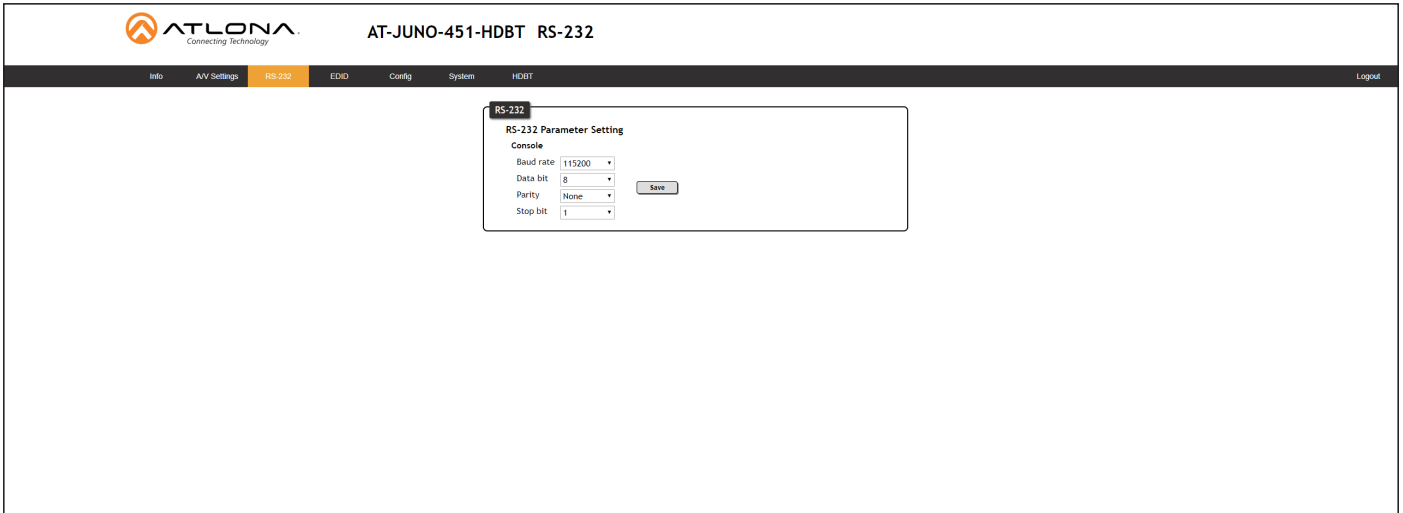 ATLONA.
Connecting Technology
AT-JUNO-451-HDBT RS-232
Info A/V Settings RS-232 EDID Config System HDBT Logout
RS-232
RS-232 Parameter Setting
Console
Baud rate 115200
Data bit 8
Save
Parity None
Stop bit 1